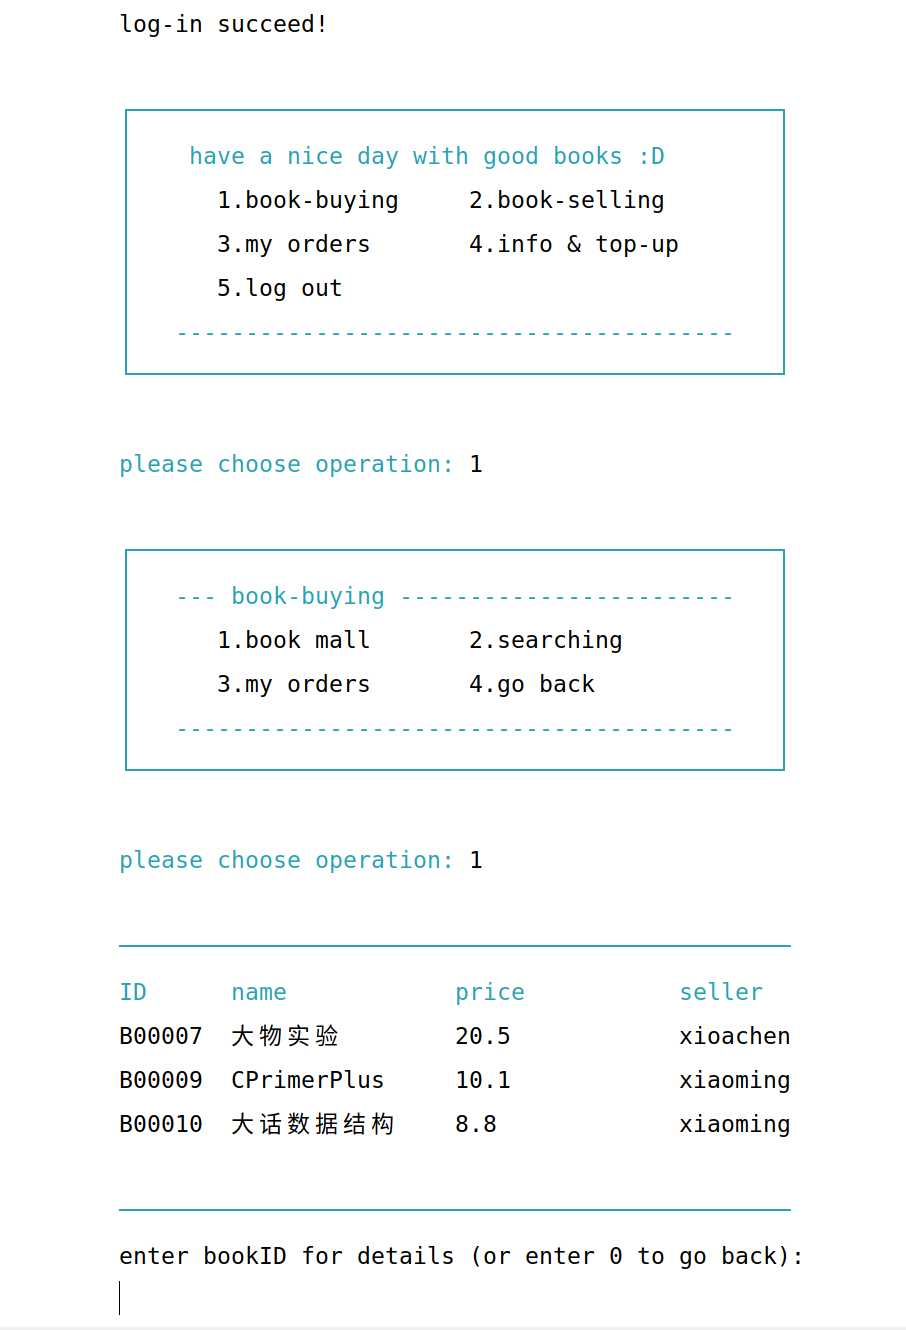 log-in succeed!
have a nice day with good books :D
1.book-buying     2.book-selling
3.my orders       4.info & top-up
5.log out
----------------------------------------
please choose operation: 1
--- book-buying ------------------------
1.book mall       2.searching
3.my orders       4.go back
----------------------------------------
please choose operation: 1
ID      name            price           seller
B00007  大物实验        20.5            xioachen
B00009  CPrimerPlus     10.1            xiaoming
B00010  大话数据结构    8.8             xiaoming
enter bookID for details (or enter 0 to go back):